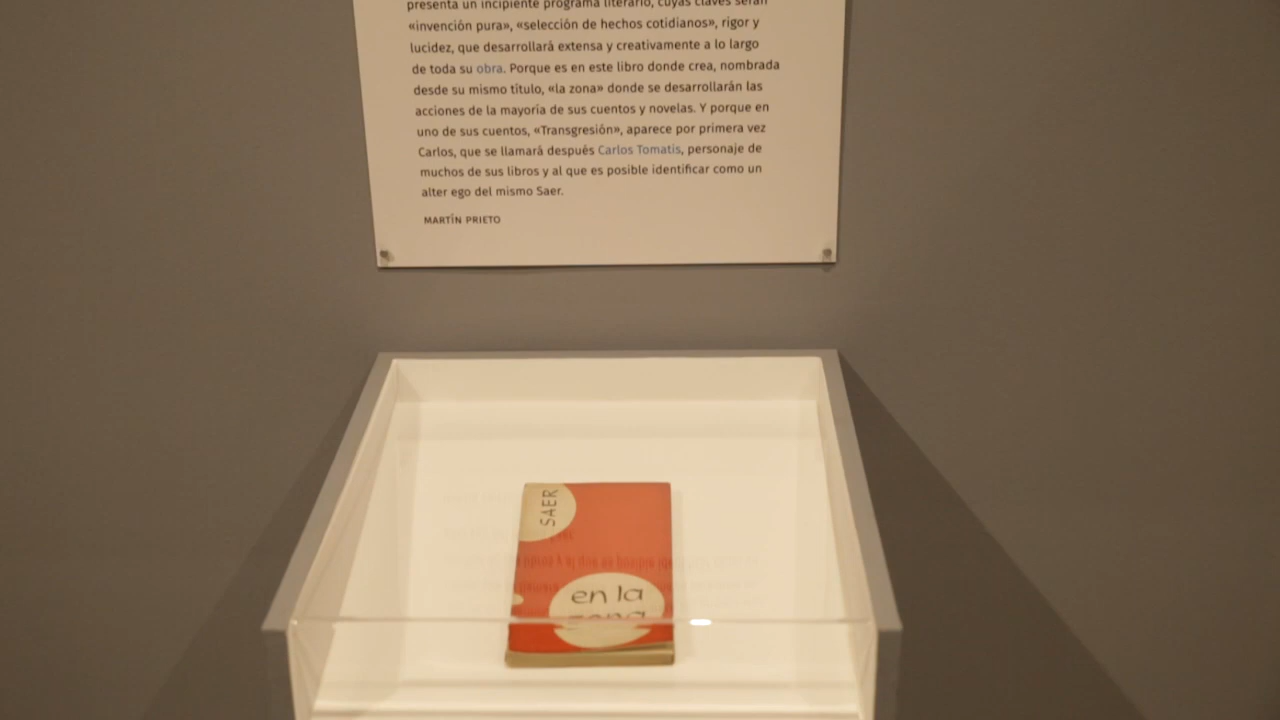 presenta un incipiente programa literario, cuyas claves serán
«invención pura», «selección de hechos cotidianos», rigor y
lucidez, que desarrollará extensa y creativamente a lo largo
de toda su obra. Porque es en este libro donde crea, nombrada
desde su mismo título, «la zona» donde se desarrollarán las
acciones de la mayoría de sus cuentos y novelas. Y porque en
uno de sus cuentos, «Transgresión», aparece por primera vez
Carlos, que se llamará después Carlos Tomatis, personaje de
muchos de sus libros y al que es posible identificar como un
alter ego del mismo Saer.
MARTÍN PRIETO
SAER
en la
zona